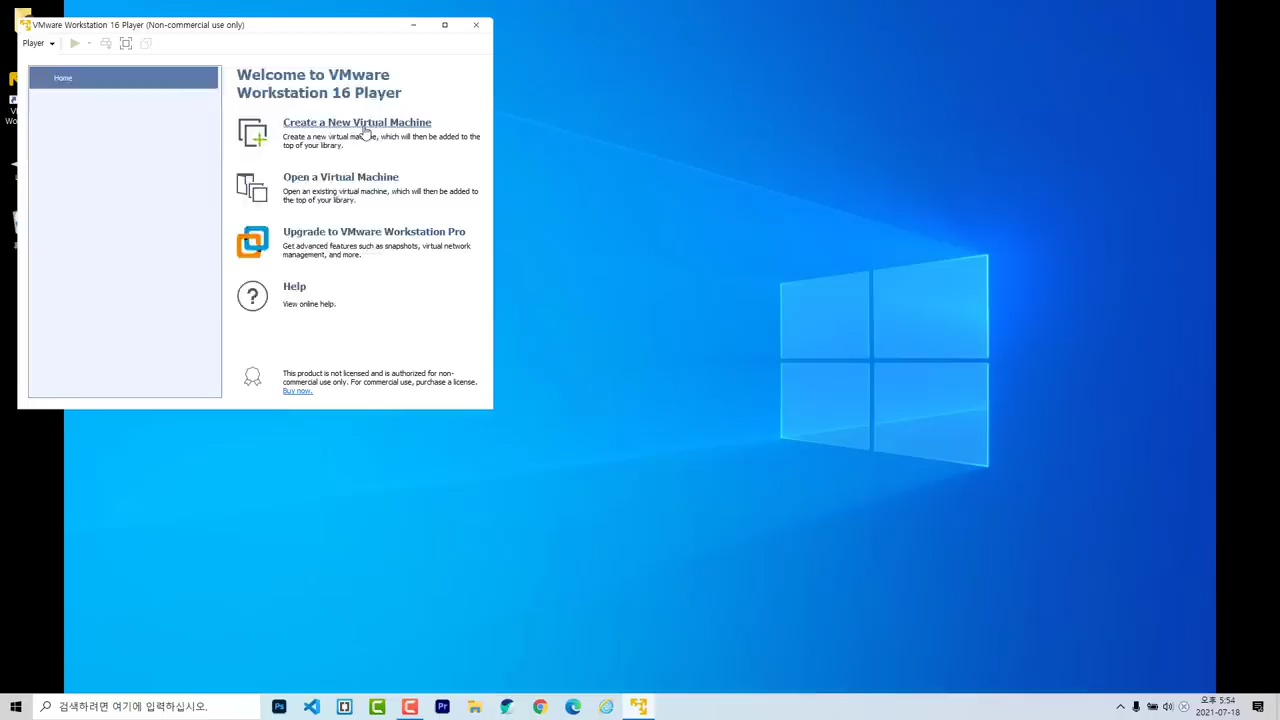 VMware Workstation 16 Player (Non-commercial use only)
Player
Home
Welcome to VMware
Workstation 16 Player
Create a New Virtual Machine
Create a new virtual machine, which will then be added to the
top of your library.
Open a Virtual Machine
Open an existing virtual machine, which will then be added to
the top of your library.
Upgrade to VMware Workstation Pro
Get advanced features such as snapshots, virtual network
management, and more.
?
Help
View online help.
This product is not licensed and is authorized for non-
commercial use only. For commercial use, purchase a license.
Buy now.
검색하려면 여기에 입력하십시오.
Ps
Pr
오후 5:54
2021-07-18